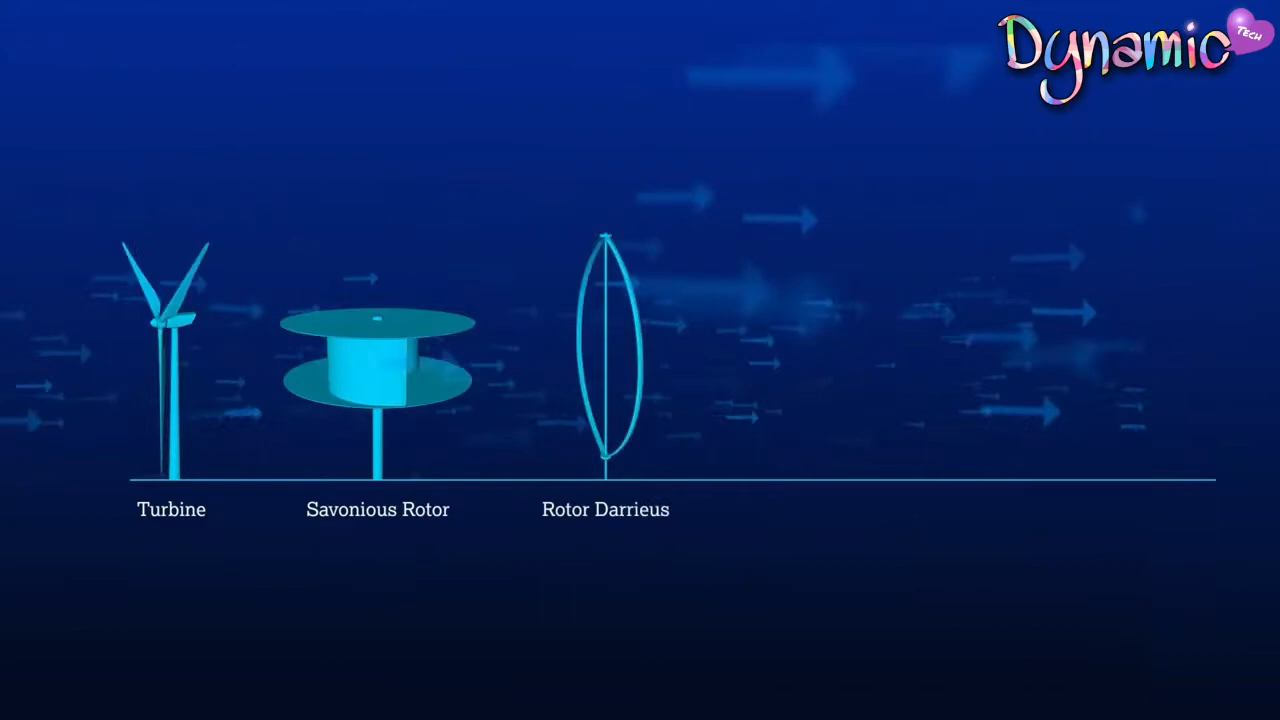 Dynamic
Tech
Turbine
Savonious Rotor
Rotor Darrieus